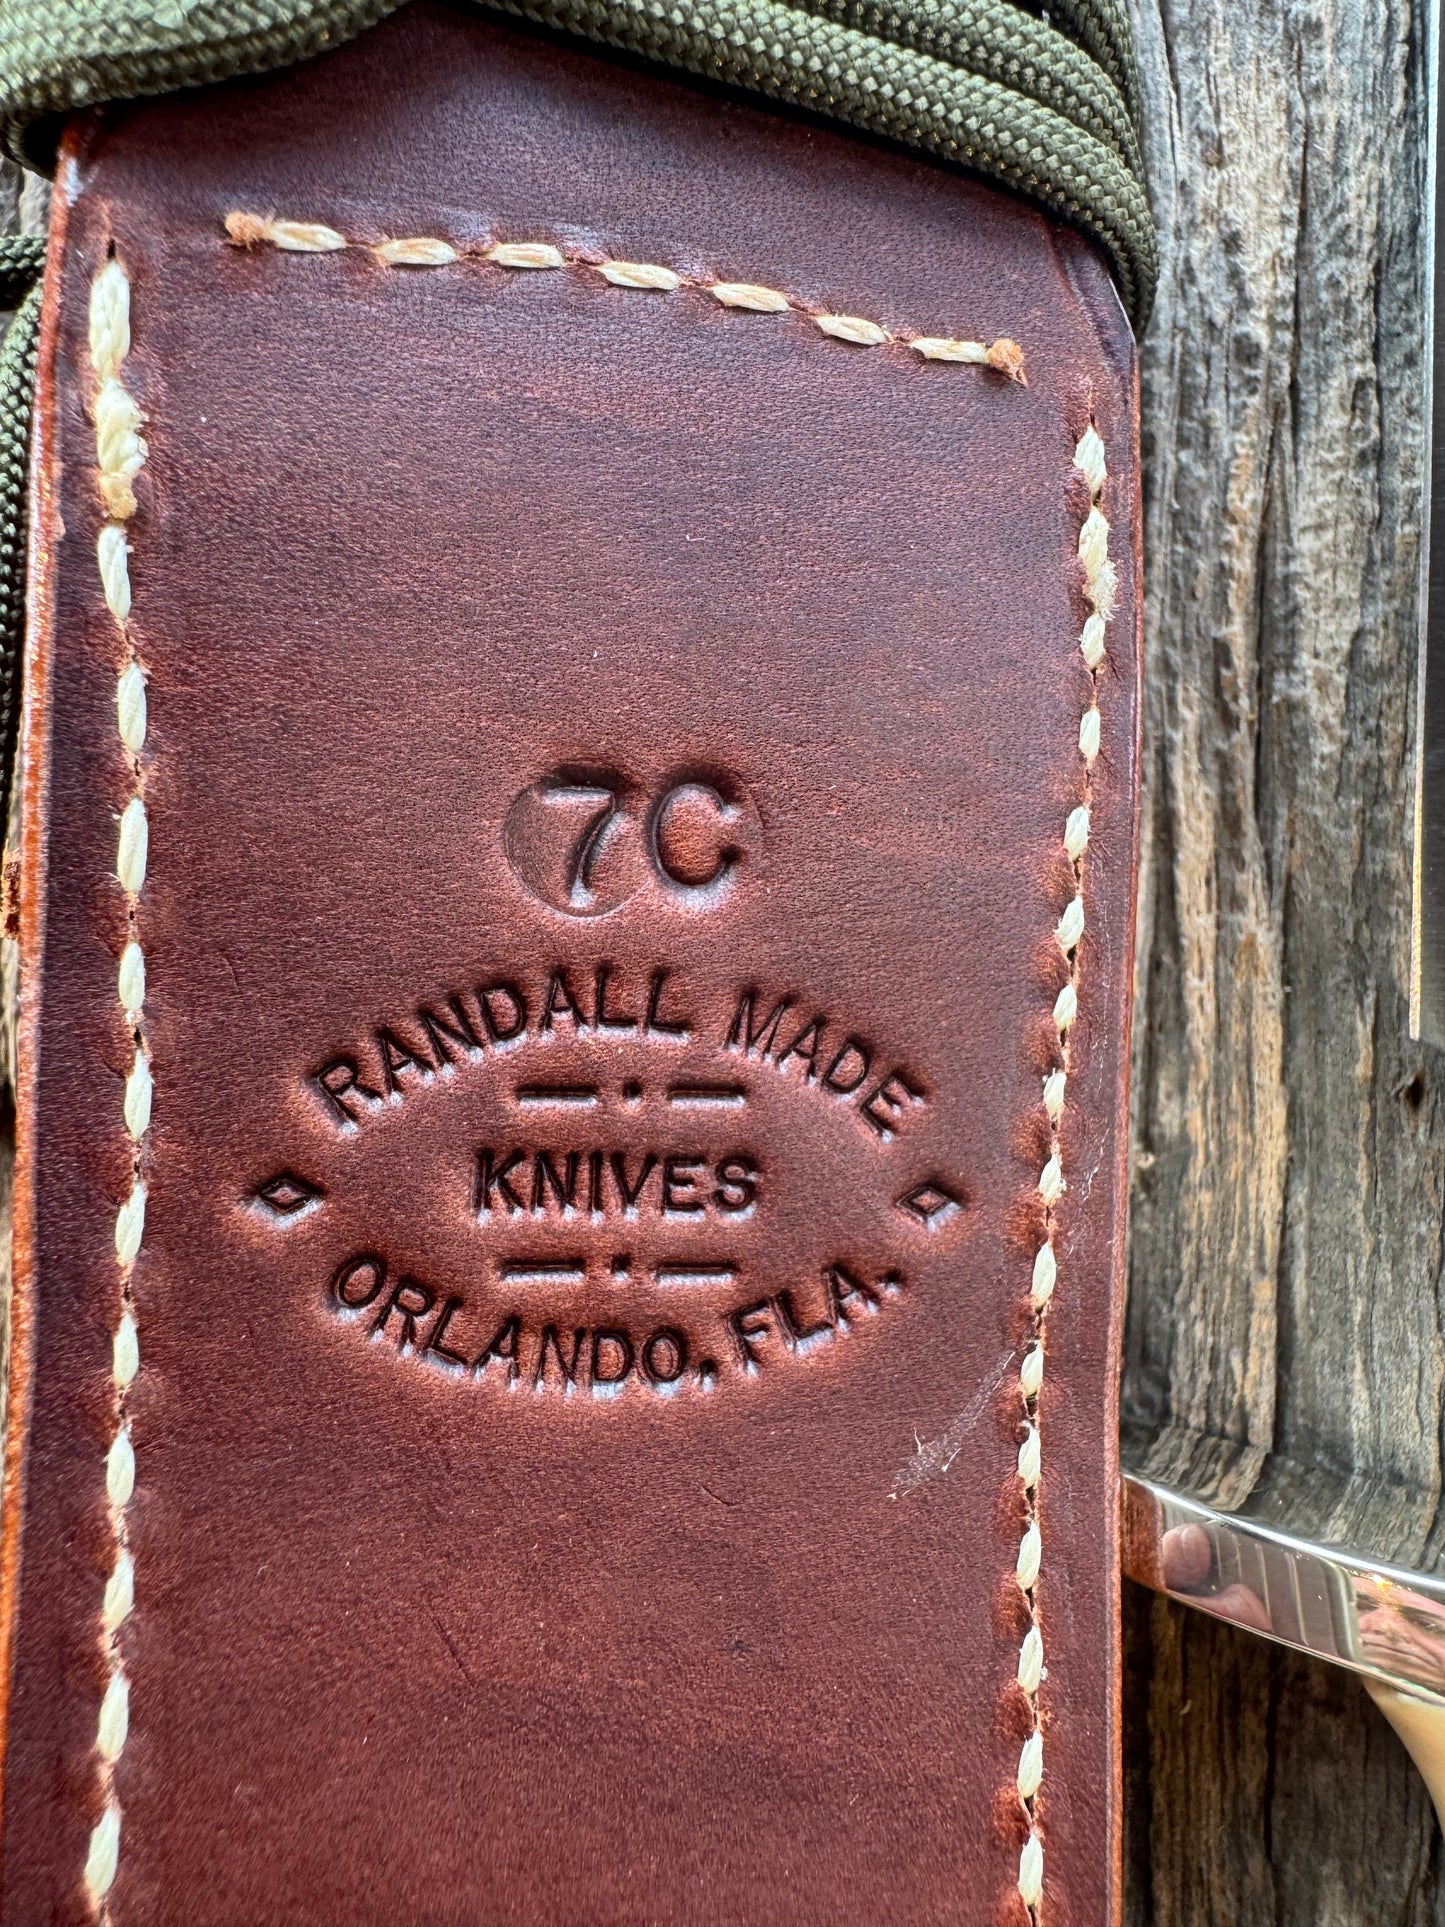 7C
RANDALL MADE
KNIVES
ORLANDO, FLA.